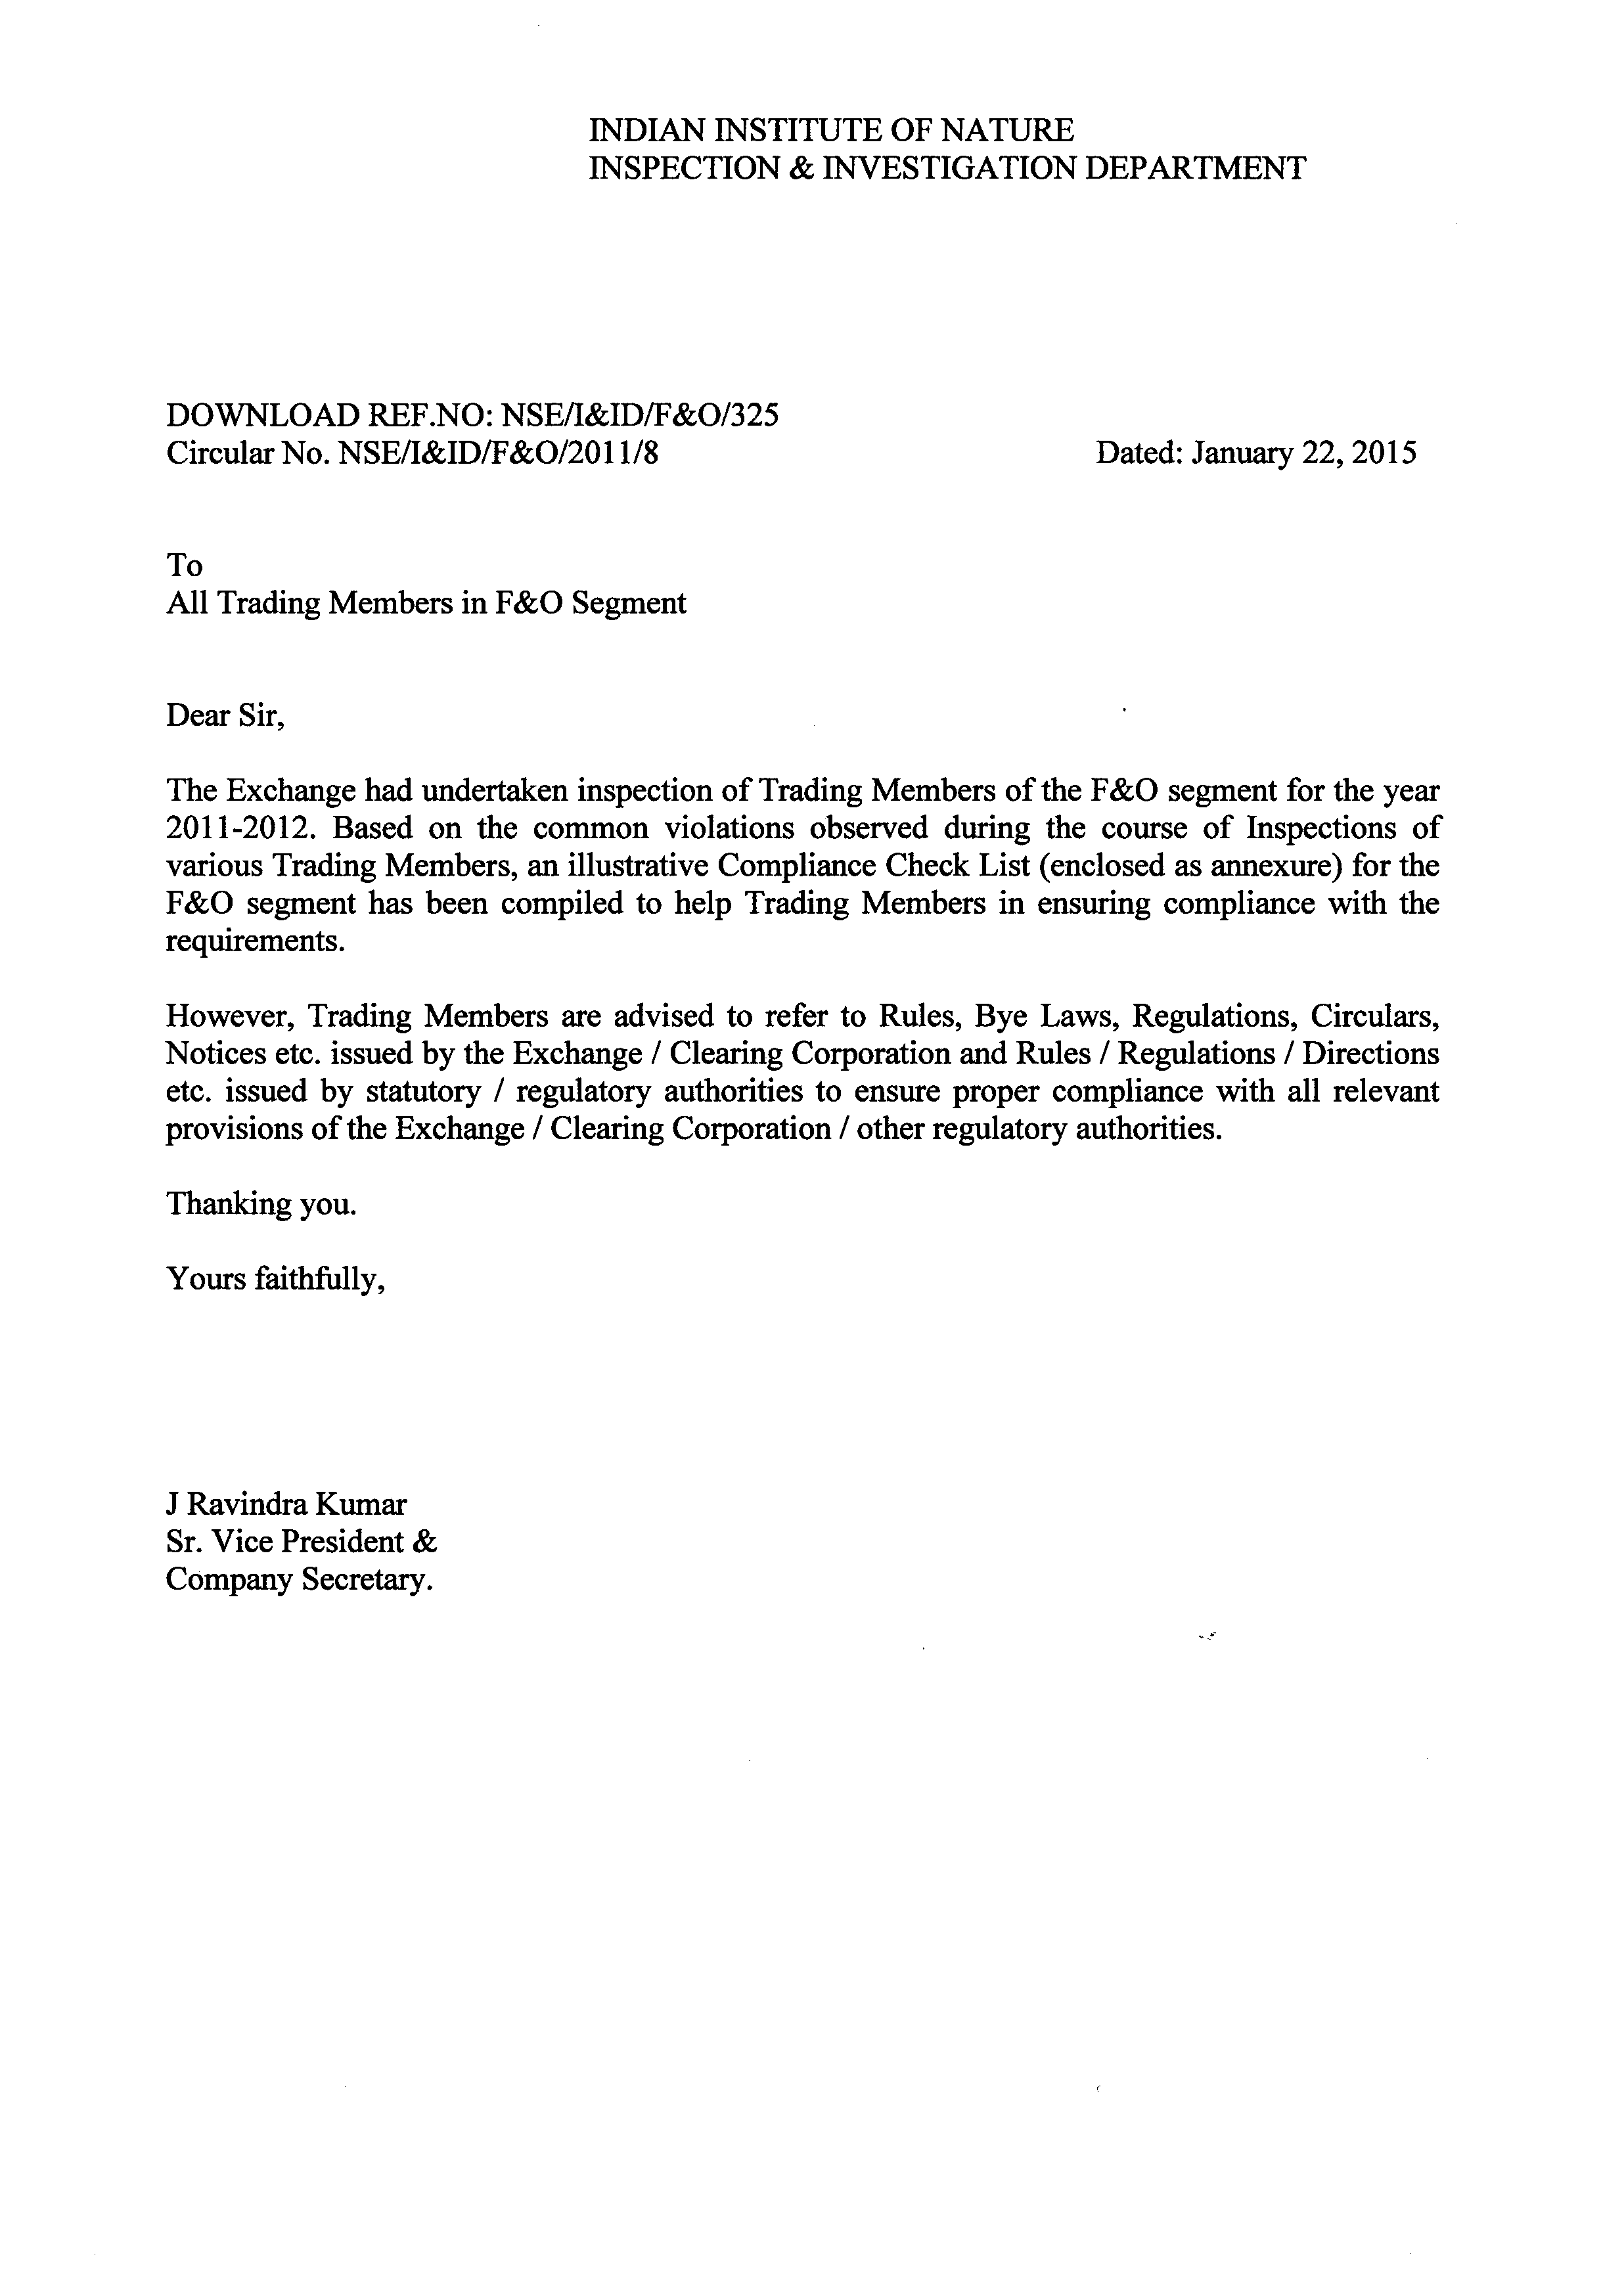 INDIAN INSTITUTE OF NATURE
INSPECTION & INVESTIGATION DEPARTMENT
DOWNLOAD REF.NO: NSE/I&ID/F&O/325
Circular No. NSE/I&ID/F&O/2011/8 Dated: January 22, 2015
To
All Trading Members in F&O Segment
Dear Sir,
The Exchange had undertaken inspection of Trading Members of the F&O segment for the year
2011-2012. Based on the common violations observed during the course of Inspections of
various Trading Members, an illustrative Compliance Check List (enclosed as annexure) for the
F&O segment has been compiled to help Trading Members in ensuring compliance with the
requirements.
However, Trading Members are advised to refer to Rules, Bye Laws, Regulations, Circulars,
Notices etc. issued by the Exchange / Clearing Corporation and Rules / Regulations / Directions
etc. issued by statutory / regulatory authorities to ensure proper compliance with all relevant
provisions of the Exchange / Clearing Corporation / other regulatory authorities.
Thanking you.
Yours faithfully,
J Ravindra Kumar
Sr. Vice President &
Company Secretary.